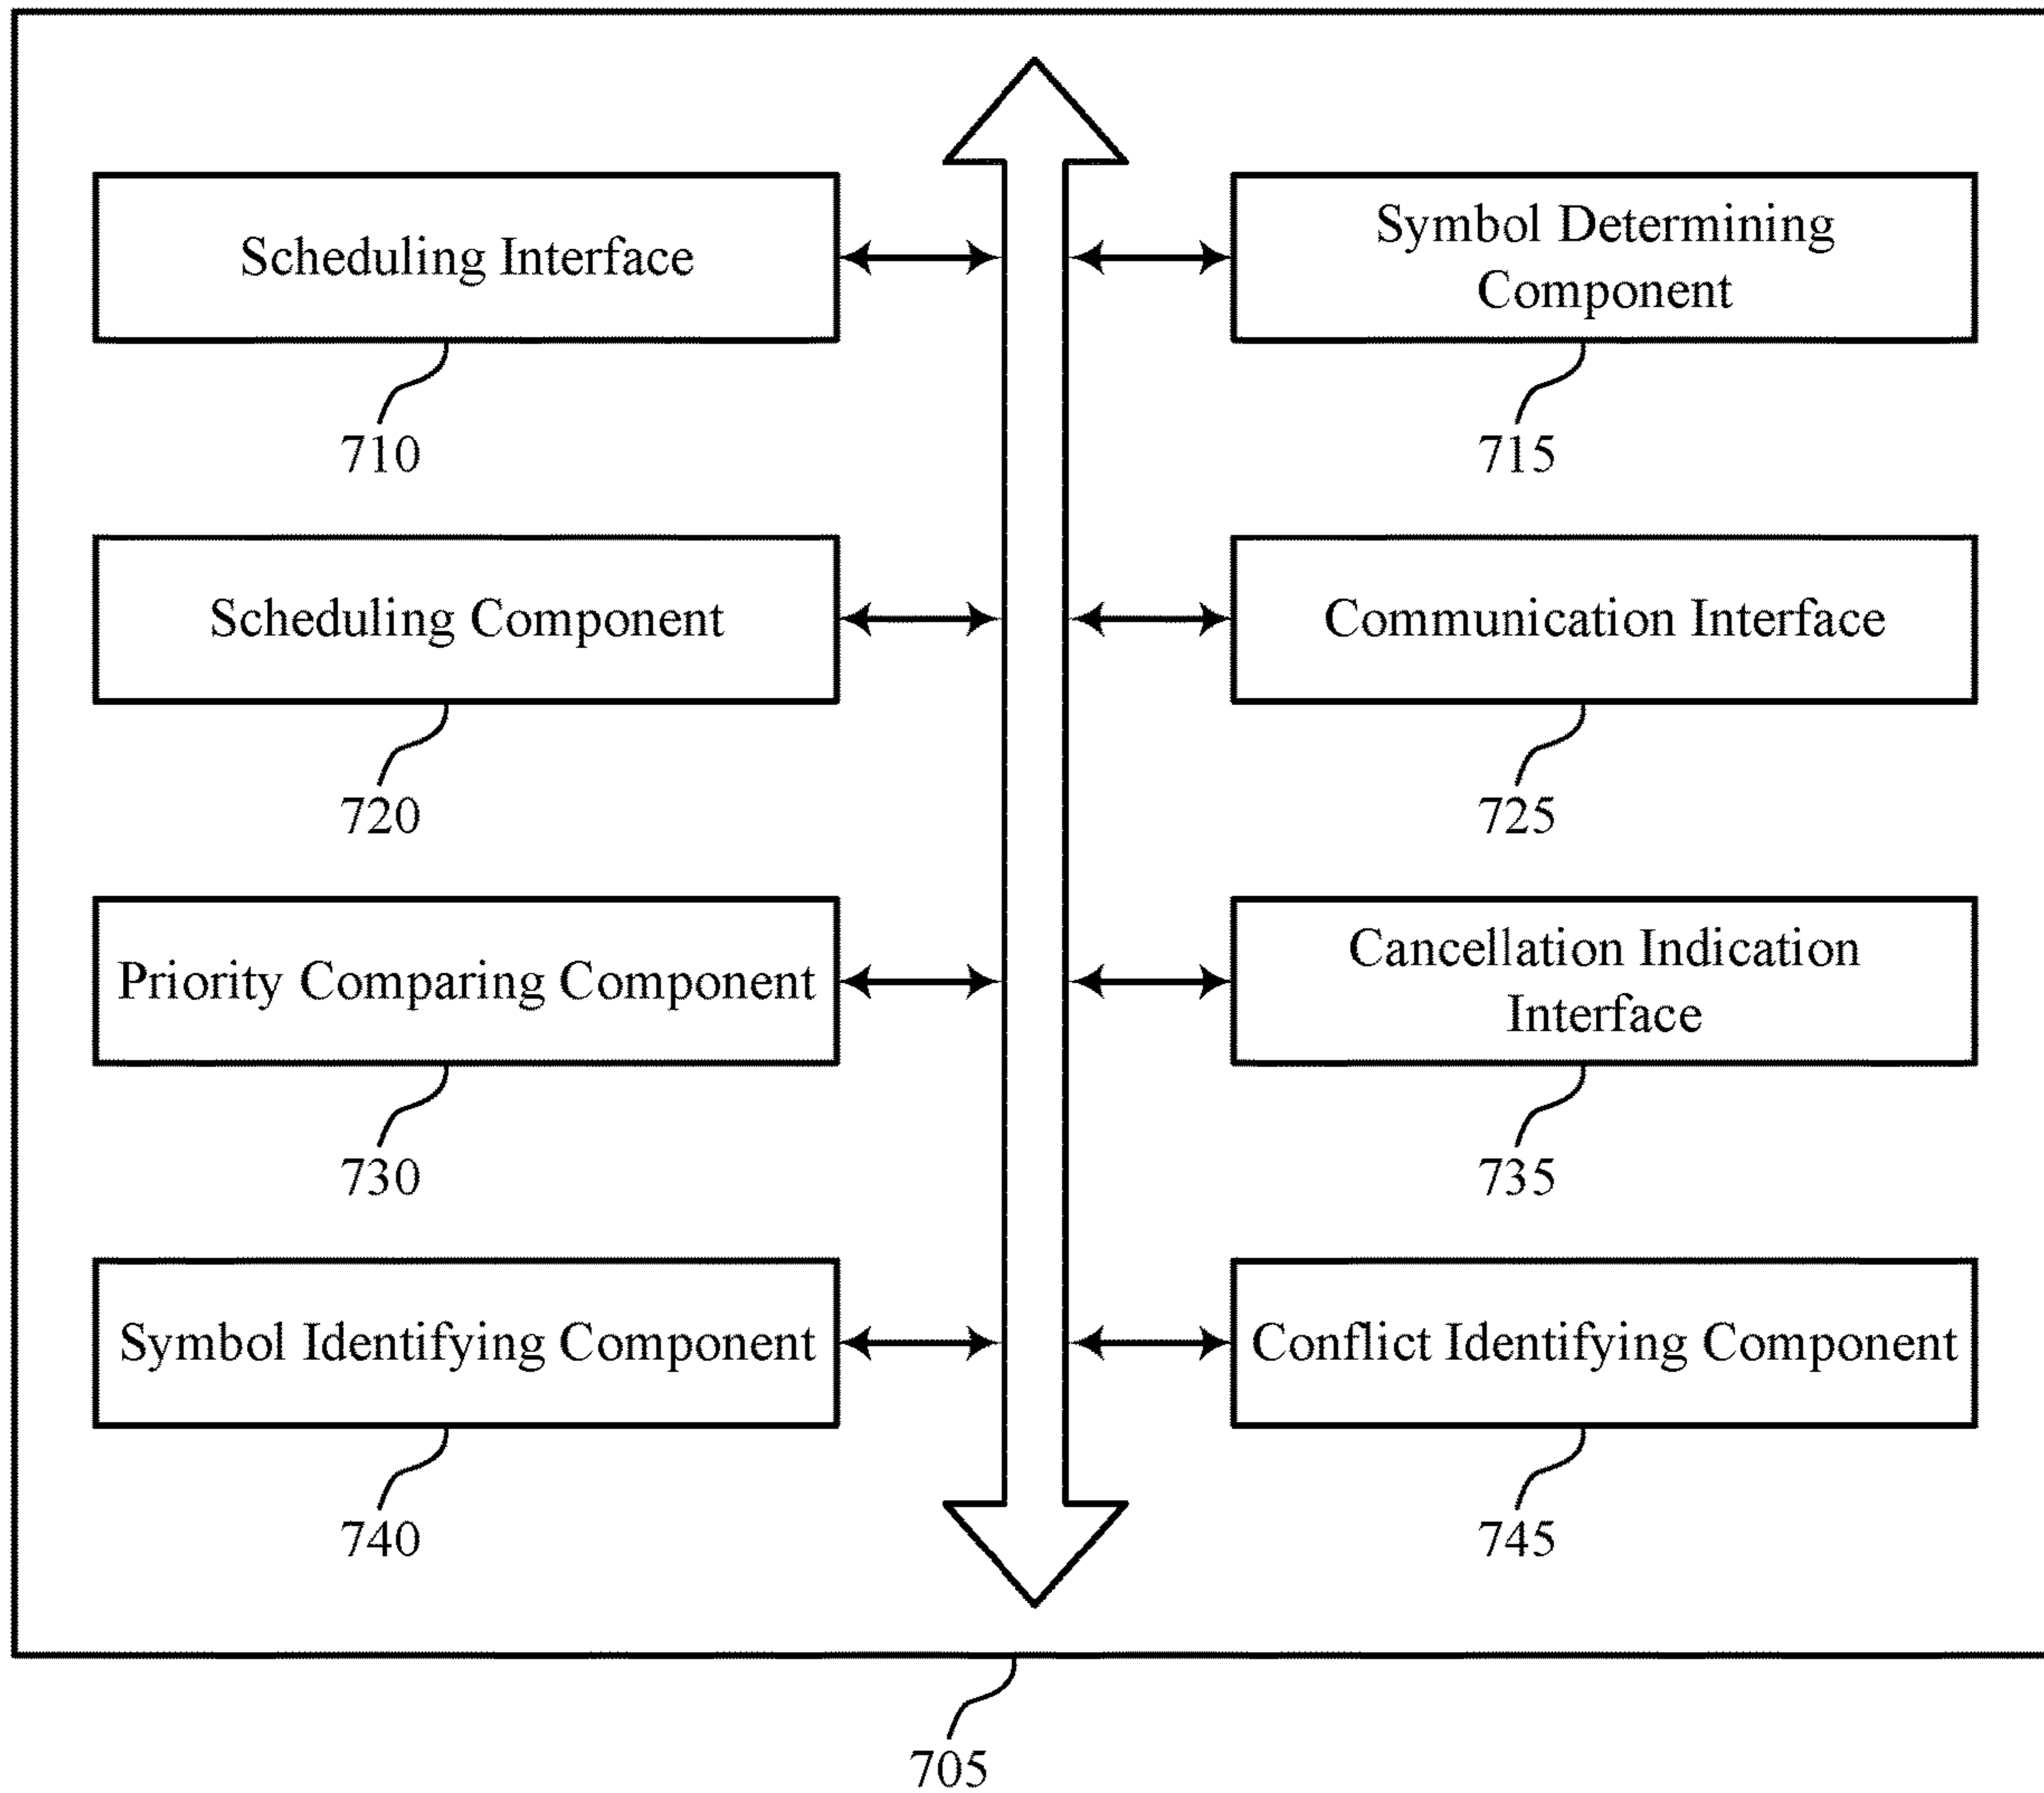 Scheduling Interface
710
Symbol Determining
Component
715
Scheduling Component
720
Communication Interface
725
Priority Comparing Component
730
Cancellation Indication
Interface
735
Symbol Identifying Component
740
Conflict Identifying Component
745
705